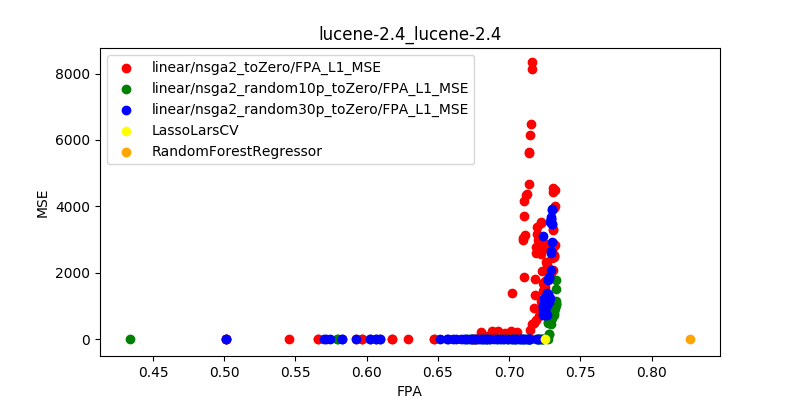 lucene-2.4_lucene-2.4
linear/nsga2_toZero/FPA_L1_MSE
linear/nsga2_random10p_toZero/FPA_L1_MSE
linear/nsga2_random30p_toZero/FPA_L1_MSE
LassoLarsCV
RandomForestRegressor
MSE
8000
6000
4000
2000
0
0.45 0.50 0.55 0.60 0.65 0.70 0.75 0.80
FPA